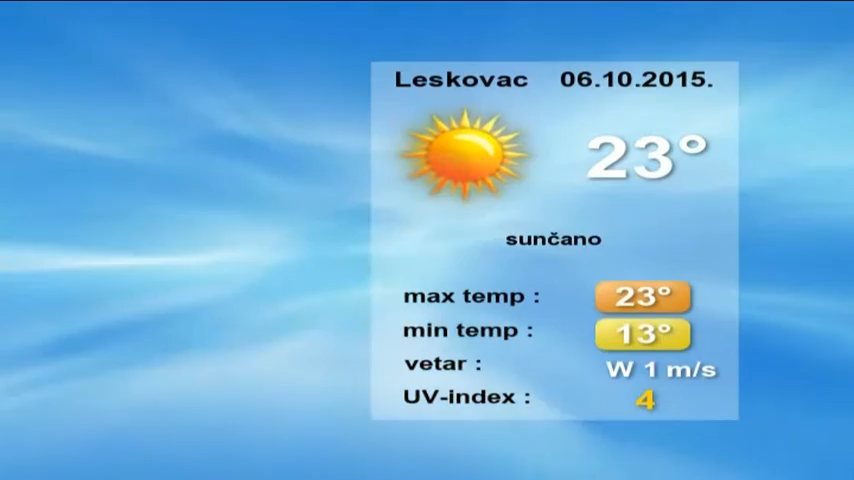 Leskovac 06.10.2015.
23°
sunčano
max temp : 23°
min temp : 13°
vetar : W 1 m/s
UV-index : 4